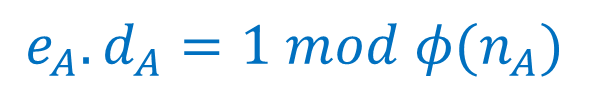 e_A. d_A = 1 mod ϕ(n_A)